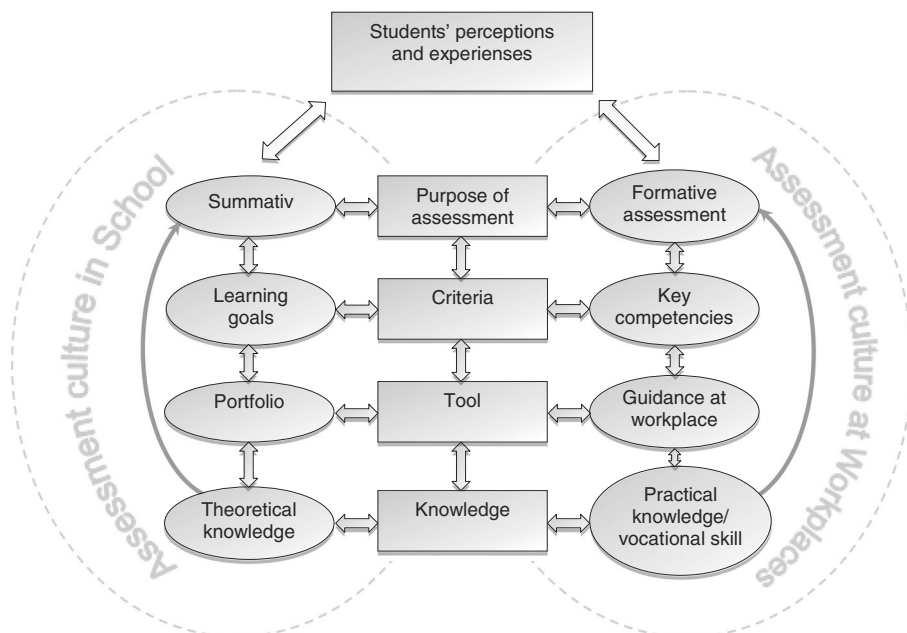 Students' perceptions
and experienses
Assessment culture in School
Assessment culture at Workplaces
Summativ
Purpose of
assessment
Formative
assessment
Learning
goals
Criteria
Key
competencies
Portfolio
Tool
Guidance at
workplace
Theoretical
knowledge
Knowledge
Practical
knowledge/
vocational skill